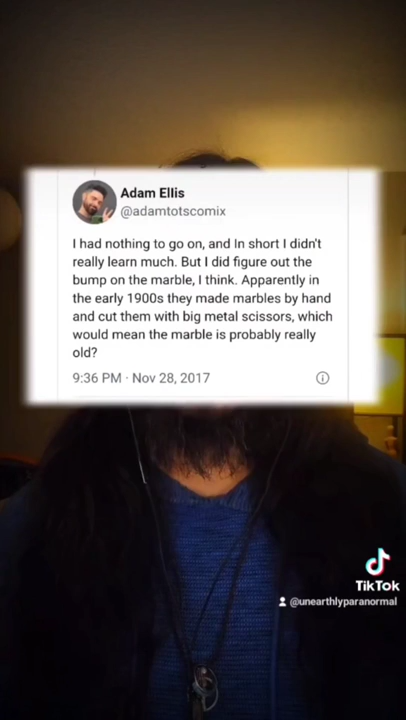 Adam Ellis
@adamtotscomix
I had nothing to go on, and In short I didn't
really learn much. But I did figure out the
bump on the marble, I think. Apparently in
the early 1900s they made marbles by hand
and cut them with big metal scissors, which
would mean the marble is probably really
old?
9:36 PM · Nov 28, 2017
TikTok
@unearthlyparanormal